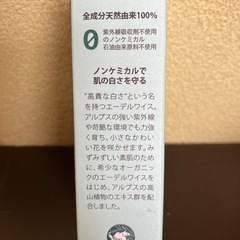 全成分天然由来100%
0
紫外線吸収剤不使用
のノンケミカル
石油由来原料不使用
ノンケミカルで
肌の白さを守る
“高貴な白さ”という名
を持つエーデルワイス。
アルプスの強い紫外線
や苛酷な環境でも力強
く育ち、小さなかわい
い花を咲かせます。み
ずみずしい素肌のため
に、希少なオーガニック
のエーデルワイスを
はじめ、アルプスの高
山植物のエキス群を配
合しました。